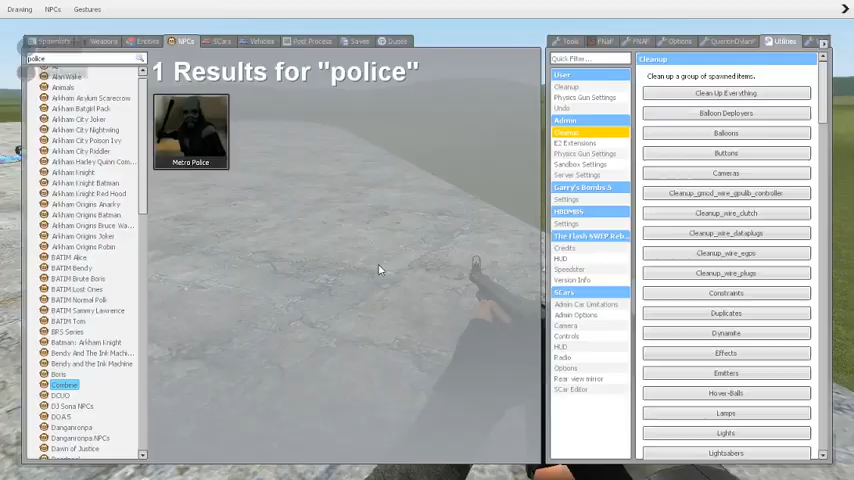 Drawing NPCs Gestures
Spawnlists Weapons Entities NPCs SCars Vehicles Post Process Saves Dupes
Tools Options Utilities
police
1 Results for "police"
Metro Police
Alan Wake
Animals
Arkham Asylum Scarecrow
Arkham Batgirl Pack
Arkham City Joker
Arkham City Nightwing
Arkham City Poison Ivy
Arkham City Riddler
Arkham Harley Quinn Com...
Arkham Knight
Arkham Knight Batman
Arkham Knight Red Hood
Arkham Origins Anarky
Arkham Origins Batman
Arkham Origins Bruce Wa...
Arkham Origins Joker
Arkham Origins Robin
BATIM Alice
BATIM Bendy
BATIM Brute Boris
BATIM Lost Ones
BATIM Normal Polk
BATIM Sammy Lawrence
BATIM Tom
BRS Series
Batman: Arkham Knight
Bendy And The Ink Machi...
Bendy and the Ink Machine
Boris
Combine
DCUO
DJ Sona NPCs
DOA5
Danganronpa
Danganronpa NPCs
Dawn of Justice
Quick Filter...
User
Cleanup
Physics Gun Settings
Undo
Admin
Cleanup
E2 Extensions
Physics Gun Settings
Sandbox Settings
Server Settings
Garry's Bombs 5
Settings
HBOMBS
Settings
The Flash SWEP Reb...
Credits
HUD
Speedster
Version Info
SCars
Admin Car Limitations
Admin Options
Camera
Controls
HUD
Radio
Options
Rear view mirror
SCar Editor
Cleanup
Clean up a group of spawned items.
Clean Up Everything
Balloon Deployers
Balloons
Buttons
Cameras
Cleanup_gmod_wire_gpulib_controller
Cleanup_wire_clutch
Cleanup_wire_dataplugs
Cleanup_wire_egps
Cleanup_wire_plugs
Constraints
Duplicates
Dynamite
Effects
Emitters
Hover-Balls
Lamps
Lights
Lightsabers